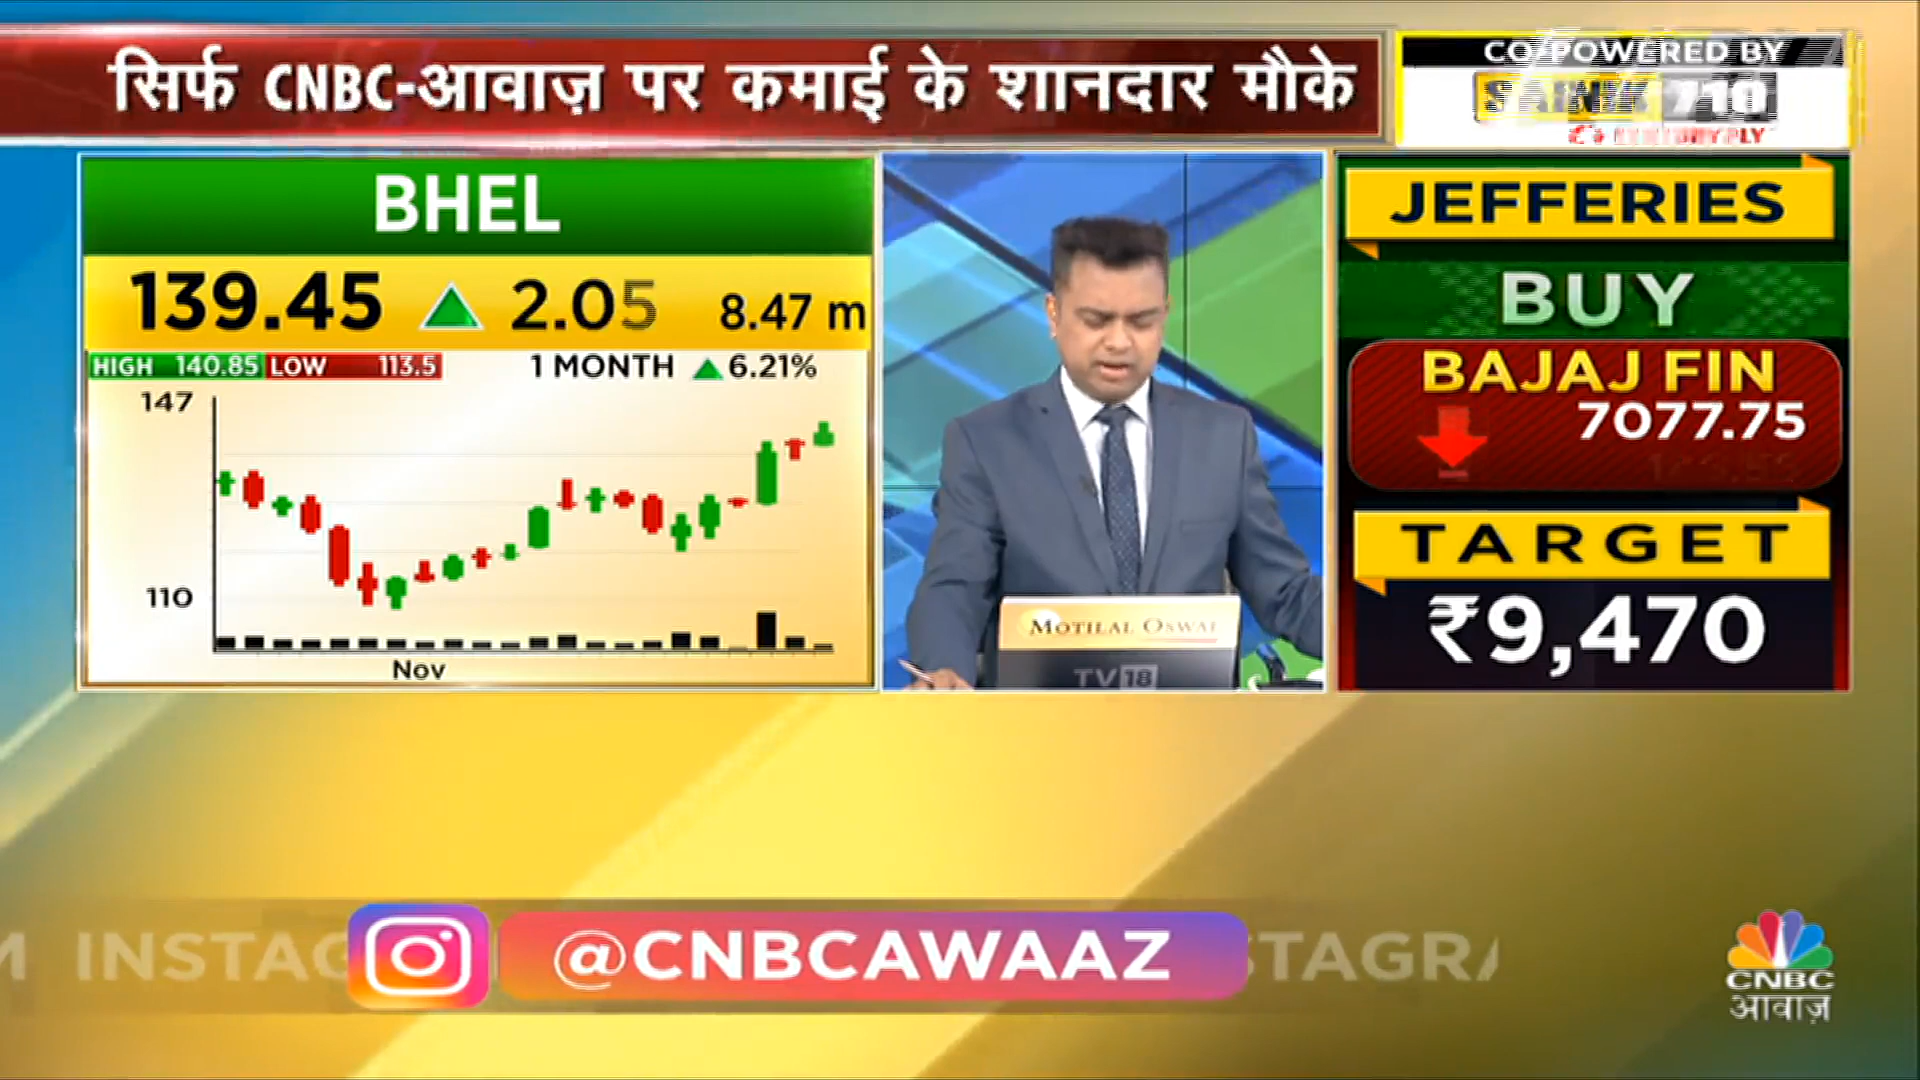 सिर्फ CNBC-आवाज़ पर कमाई के शानदार मौके
CO-POWERED BY
710
BHEL
139.45 ▲ 2.05 8.47 m
HIGH 140.85 LOW 113.5 1 MONTH ▲ 6.21%
147
110
Nov
MOTILAL OSWAL
TV18
JEFFERIES
BUY
BAJAJ FIN
7077.75
TARGET
₹9,470
INSTAG
@CNBCAWAAZ
STAGRA
CNBC
आवाज़